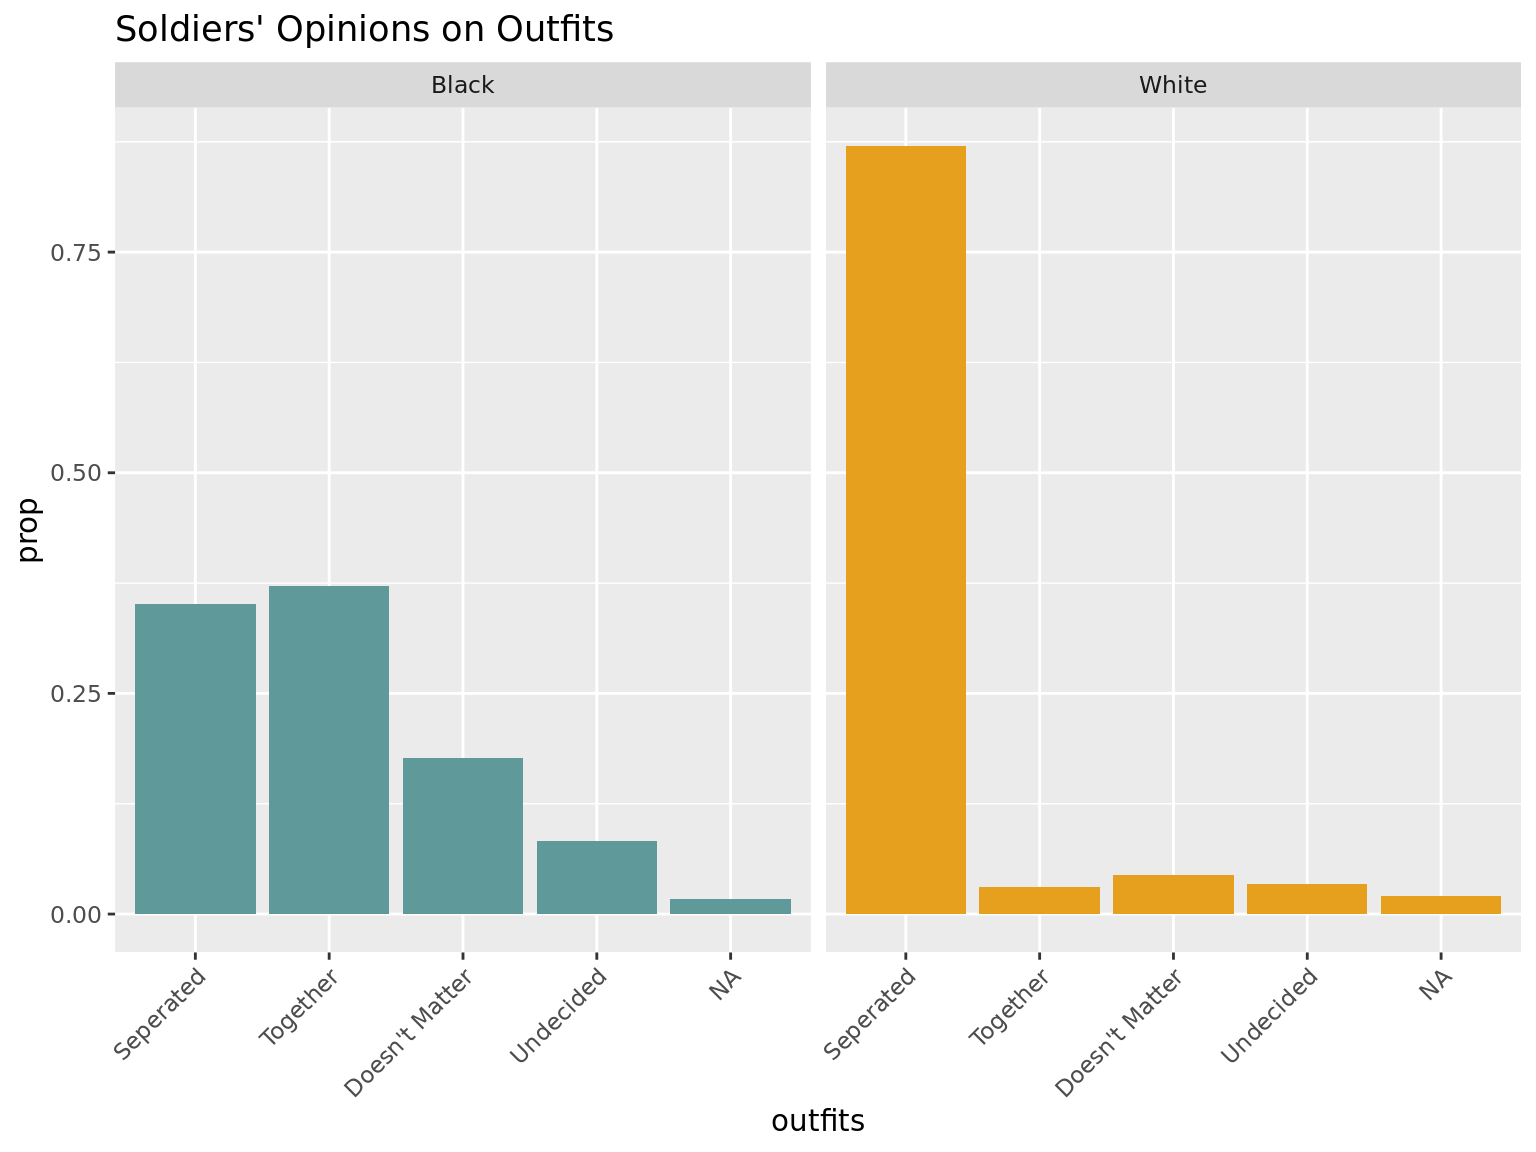 Soldiers' Opinions on Outfits
Black
White
prop
0.75
0.50
0.25
0.00
Seperated
Together
Doesn't Matter
Undecided
NA
Seperated
Together
Doesn't Matter
Undecided
NA
outfits